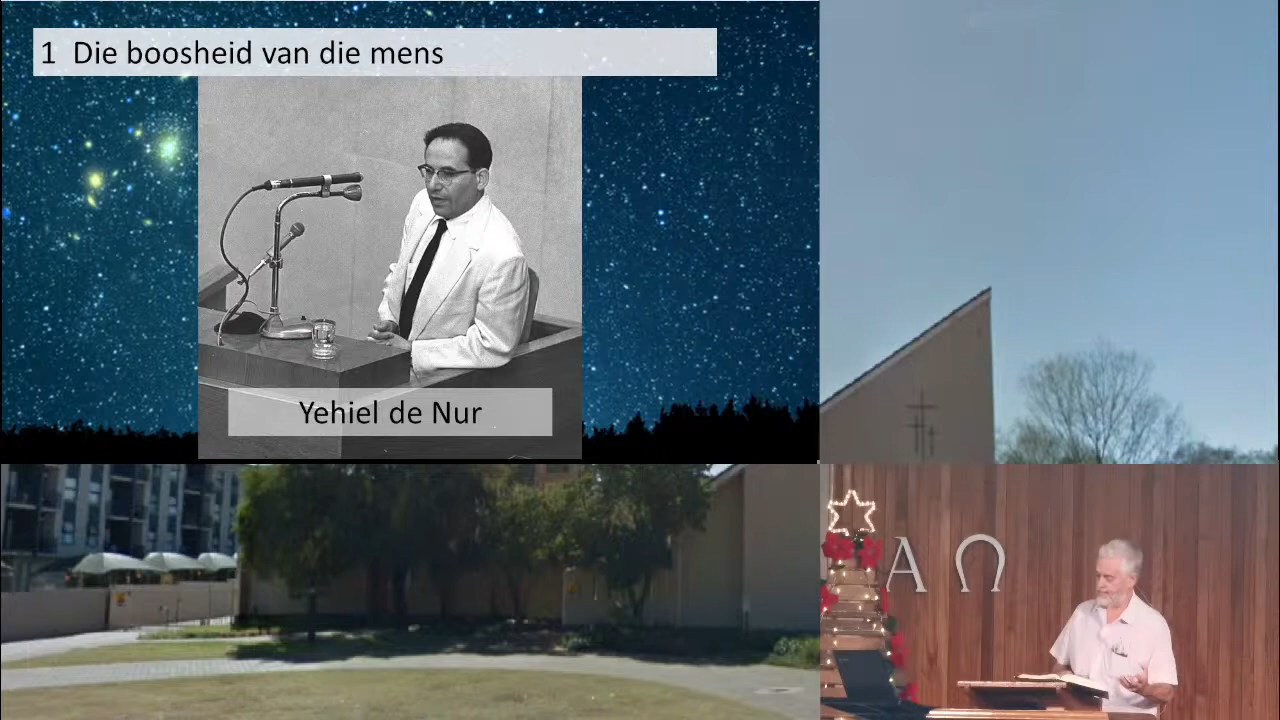 1 Die boosheid van die mens
Yehiel de Nur
Α Ω